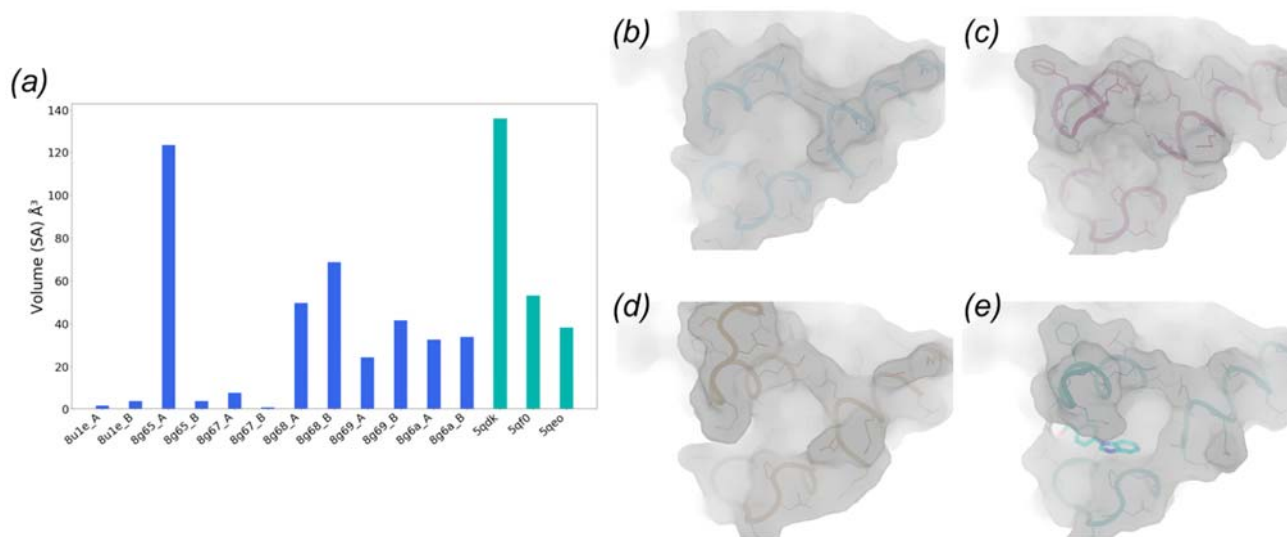 (a)
(b)
(c)
(d)
(e)
Volume (SA) Å³
140
120
100
80
60
40
20
0
8u1e_A
8u1e_B
8g65_A
8g65_B
8g67_A
8g67_B
8g68_A
8g68_B
8g69_A
8g69_B
8g6a_A
8g6a_B
5qdk
5qf0
5qeo